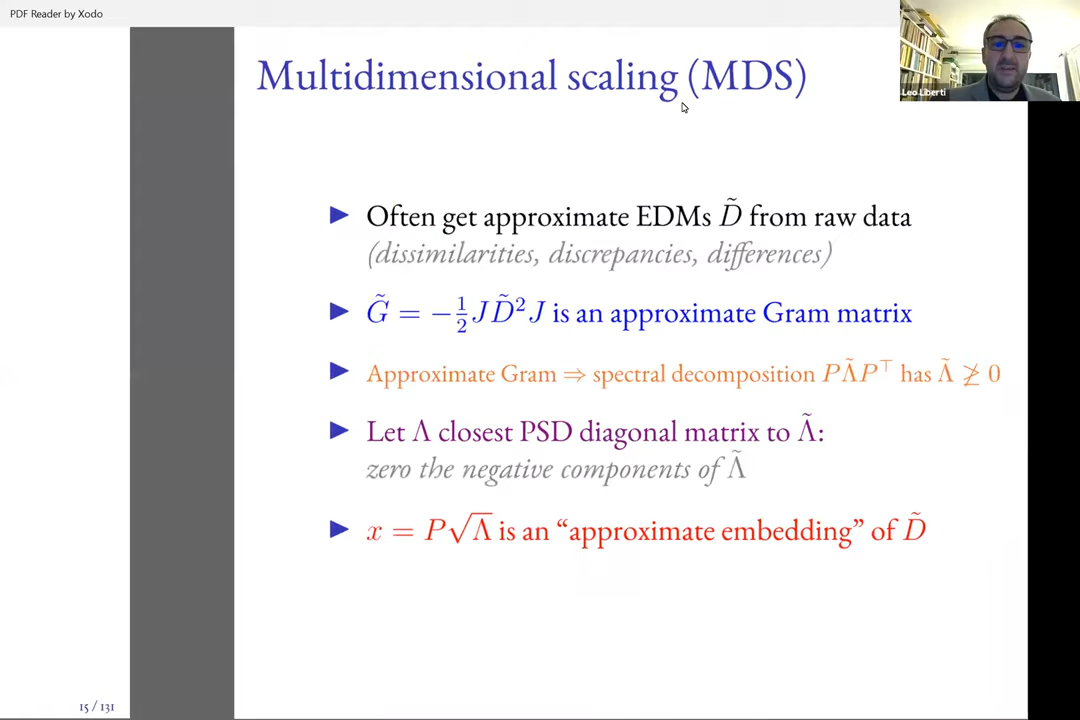 PDF Reader by Xodo
Multidimensional scaling (MDS)
Leo Liberti
▶ Often get approximate EDMs D̃ from raw data
(dissimilarities, discrepancies, differences)
▶ G̃ = −½JD̃²J is an approximate Gram matrix
▶ Approximate Gram ⇒ spectral decomposition PΛ̃P⊤ has Λ̃ ≱ 0
▶ Let Λ closest PSD diagonal matrix to Λ̃:
zero the negative components of Λ̃
▶ x = P√Λ is an “approximate embedding” of D̃
15 / 131